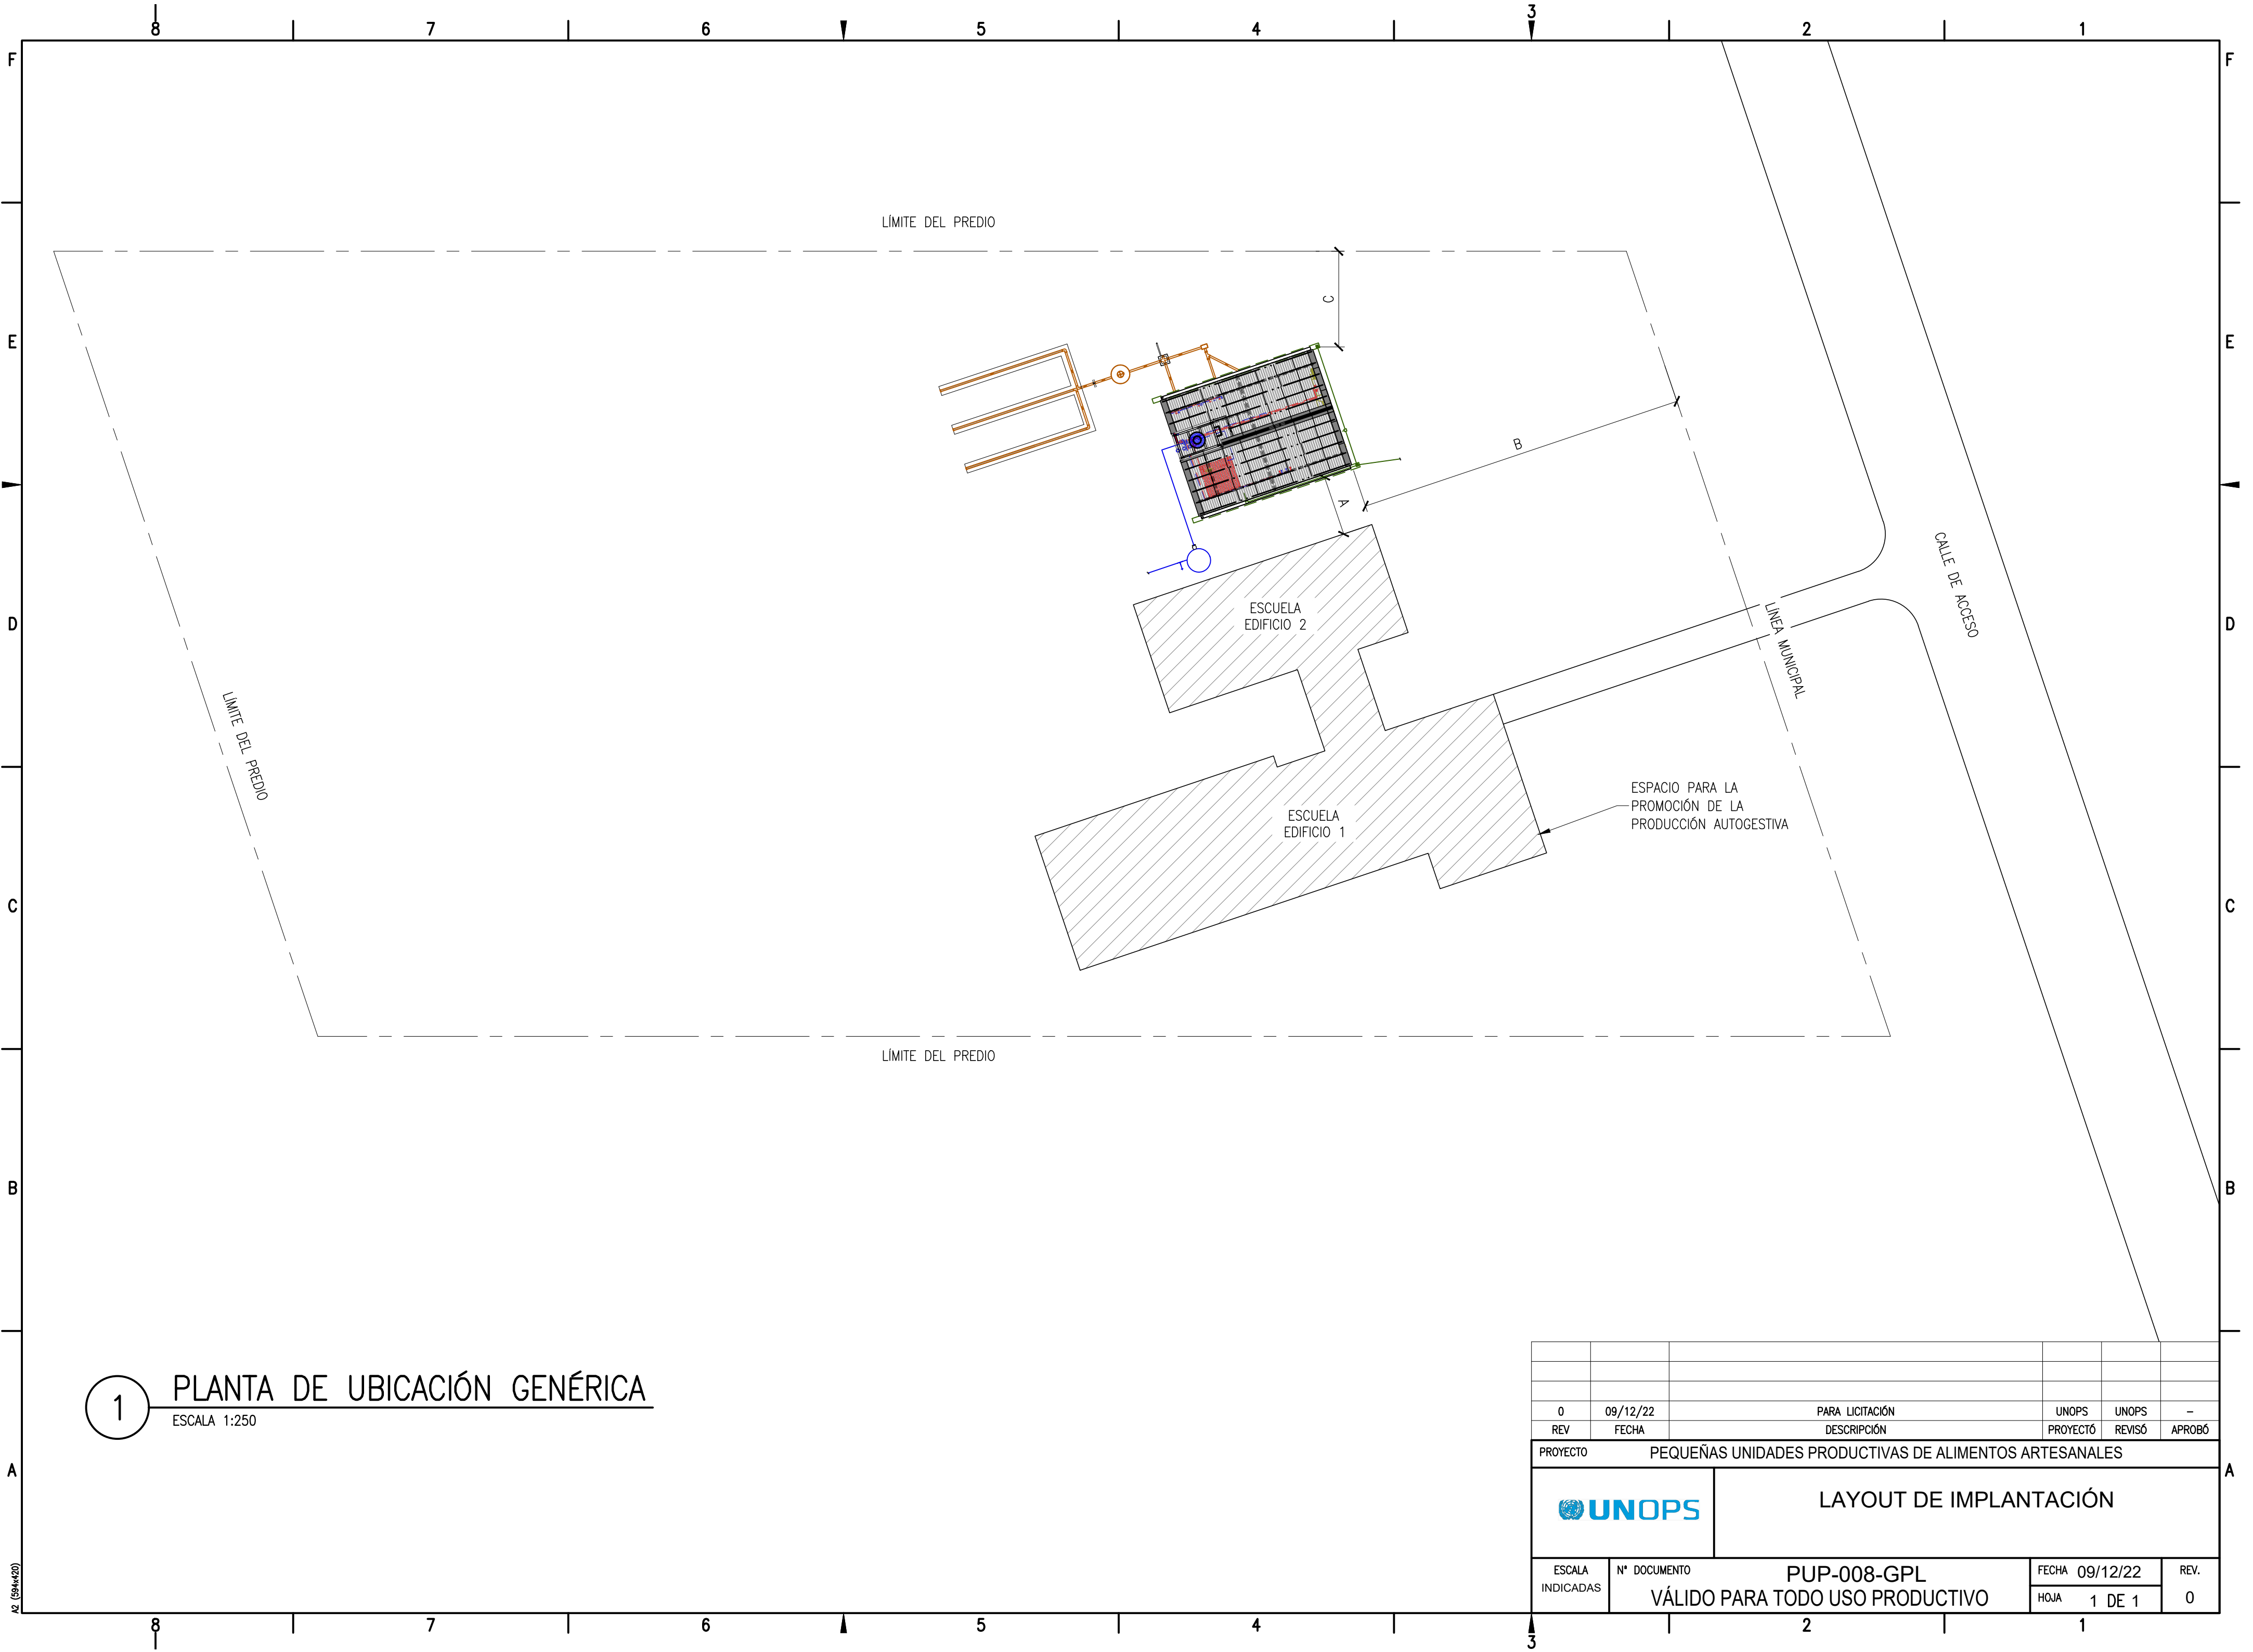 8 7 6 5 4 3 2 1
F F
LÍMITE DEL PREDIO
C
E E
B
A
CALLE DE ACCESO
ESCUELA
EDIFICIO 2
D D
LÍNEA MUNICIPAL
LÍMITE DEL PREDIO
ESPACIO PARA LA
PROMOCIÓN DE LA
PRODUCCIÓN AUTOGESTIVA
ESCUELA
EDIFICIO 1
C C
LÍMITE DEL PREDIO
B B
1 PLANTA DE UBICACIÓN GENÉRICA
ESCALA 1:250
0 09/12/22 PARA LICITACIÓN UNOPS UNOPS -
REV FECHA DESCRIPCIÓN PROYECTÓ REVISÓ APROBÓ
PROYECTO PEQUEÑAS UNIDADES PRODUCTIVAS DE ALIMENTOS ARTESANALES
A A
UNOPS
LAYOUT DE IMPLANTACIÓN
ESCALA
INDICADAS
N° DOCUMENTO
PUP-008-GPL
VÁLIDO PARA TODO USO PRODUCTIVO
FECHA 09/12/22
HOJA 1 DE 1
REV.
0
A2 (594x420)
8 7 6 5 4 3 2 1